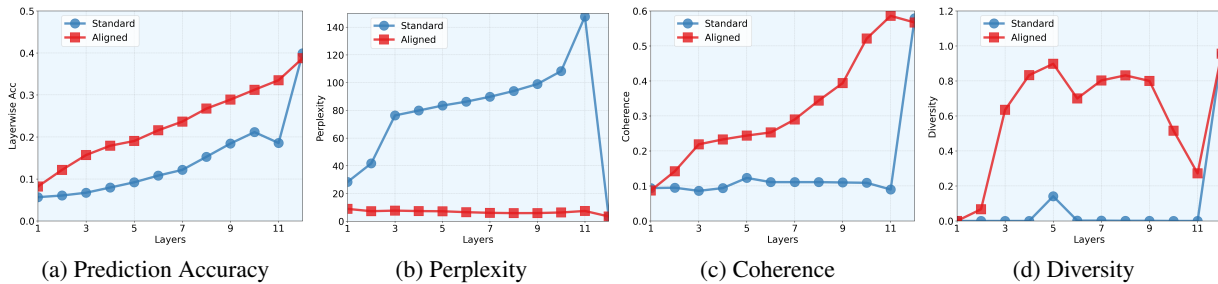 0.5
0.4
0.3
0.2
0.1
0.0
Layerwise Acc
Standard
Aligned
1 3 5 7 9 11
Layers
(a) Prediction Accuracy
140
120
100
80
60
40
20
0
Perplexity
Standard
Aligned
1 3 5 7 9 11
Layers
(b) Perplexity
0.6
0.5
0.4
0.3
0.2
0.1
0.0
Coherence
Standard
Aligned
1 3 5 7 9 11
Layers
(c) Coherence
1.2
1.0
0.8
0.6
0.4
0.2
0.0
Diversity
Standard
Aligned
1 3 5 7 9 11
Layers
(d) Diversity